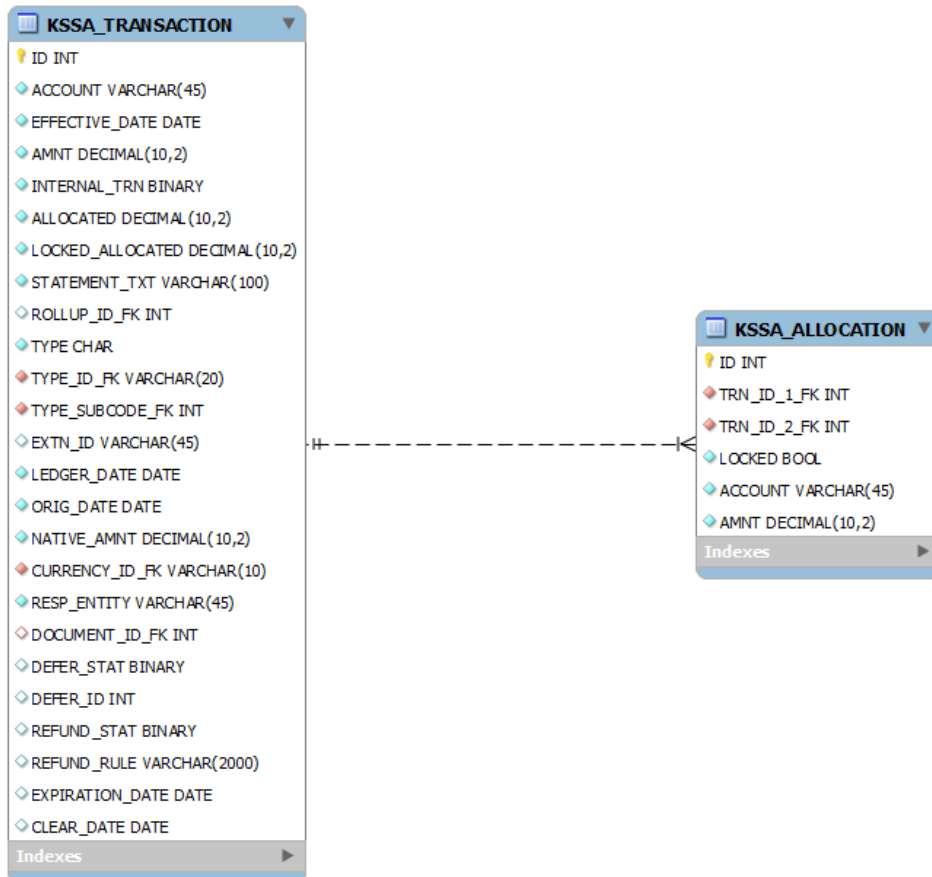 KSSA_TRANSACTION
ID INT
ACCOUNT VARCHAR(45)
EFFECTIVE_DATE DATE
AMNT DECIMAL(10,2)
INTERNAL_TRN BINARY
ALLOCATED DECIMAL(10,2)
LOCKED_ALLOCATED DECIMAL(10,2)
STATEMENT_TXT VARCHAR(100)
ROLLUP_ID_FK INT
TYPE CHAR
TYPE_ID_FK VARCHAR(20)
TYPE_SUBCODE_FK INT
EXTN_ID VARCHAR(45)
LEDGER_DATE DATE
ORIG_DATE DATE
NATIVE_AMNT DECIMAL(10,2)
CURRENCY_ID_FK VARCHAR(10)
RESP_ENTITY VARCHAR(45)
DOCUMENT_ID_FK INT
DEFER_STAT BINARY
DEFER_ID INT
REFUND_STAT BINARY
REFUND_RULE VARCHAR(2000)
EXPIRATION_DATE DATE
CLEAR_DATE DATE
Indexes
KSSA_ALLOCATION
ID INT
TRN_ID_1_FK INT
TRN_ID_2_FK INT
LOCKED BOOL
ACCOUNT VARCHAR(45)
AMNT DECIMAL(10,2)
Indexes